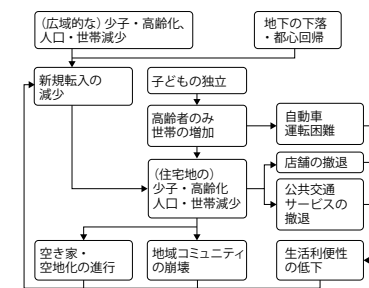 （広域的な）少子・高齢化、
人口・世帯減少
地下の下落
・都心回帰
新規転入の
減少
子どもの独立
高齢者のみ
世帯の増加
自動車
運転困難
（住宅地の）
少子・高齢化
人口・世帯減少
店舗の撤退
公共交通
サービスの
撤退
空き家・
空地化の進行
地域コミュニティ
の崩壊
生活利便性
の低下